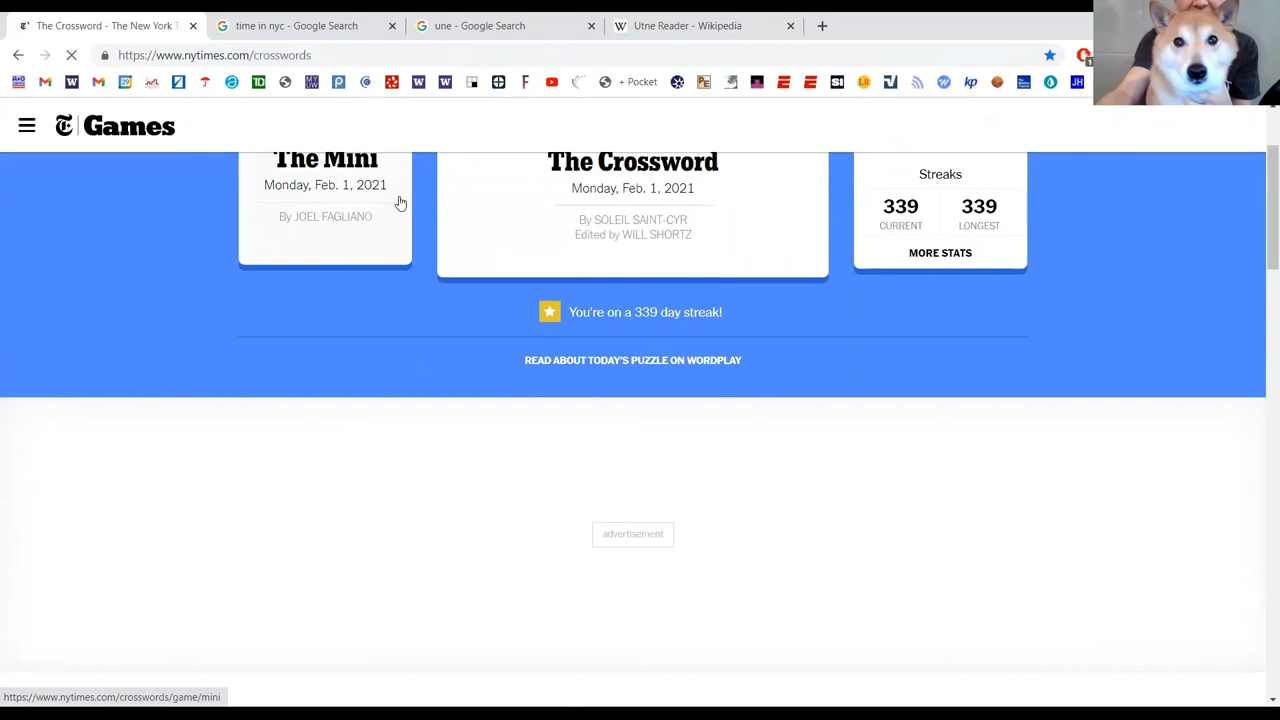 The Crossword - The New York T
time in nyc - Google Search
une - Google Search
Utne Reader - Wikipedia
https://www.nytimes.com/crosswords
+ Pocket
Games
The Mini
Monday, Feb. 1, 2021
By JOEL FAGLIANO
The Crossword
Monday, Feb. 1, 2021
By SOLEIL SAINT-CYR
Edited by WILL SHORTZ
Streaks
339
339
CURRENT
LONGEST
MORE STATS
You're on a 339 day streak!
READ ABOUT TODAY'S PUZZLE ON WORDPLAY
advertisement
https://www.nytimes.com/crosswords/game/mini